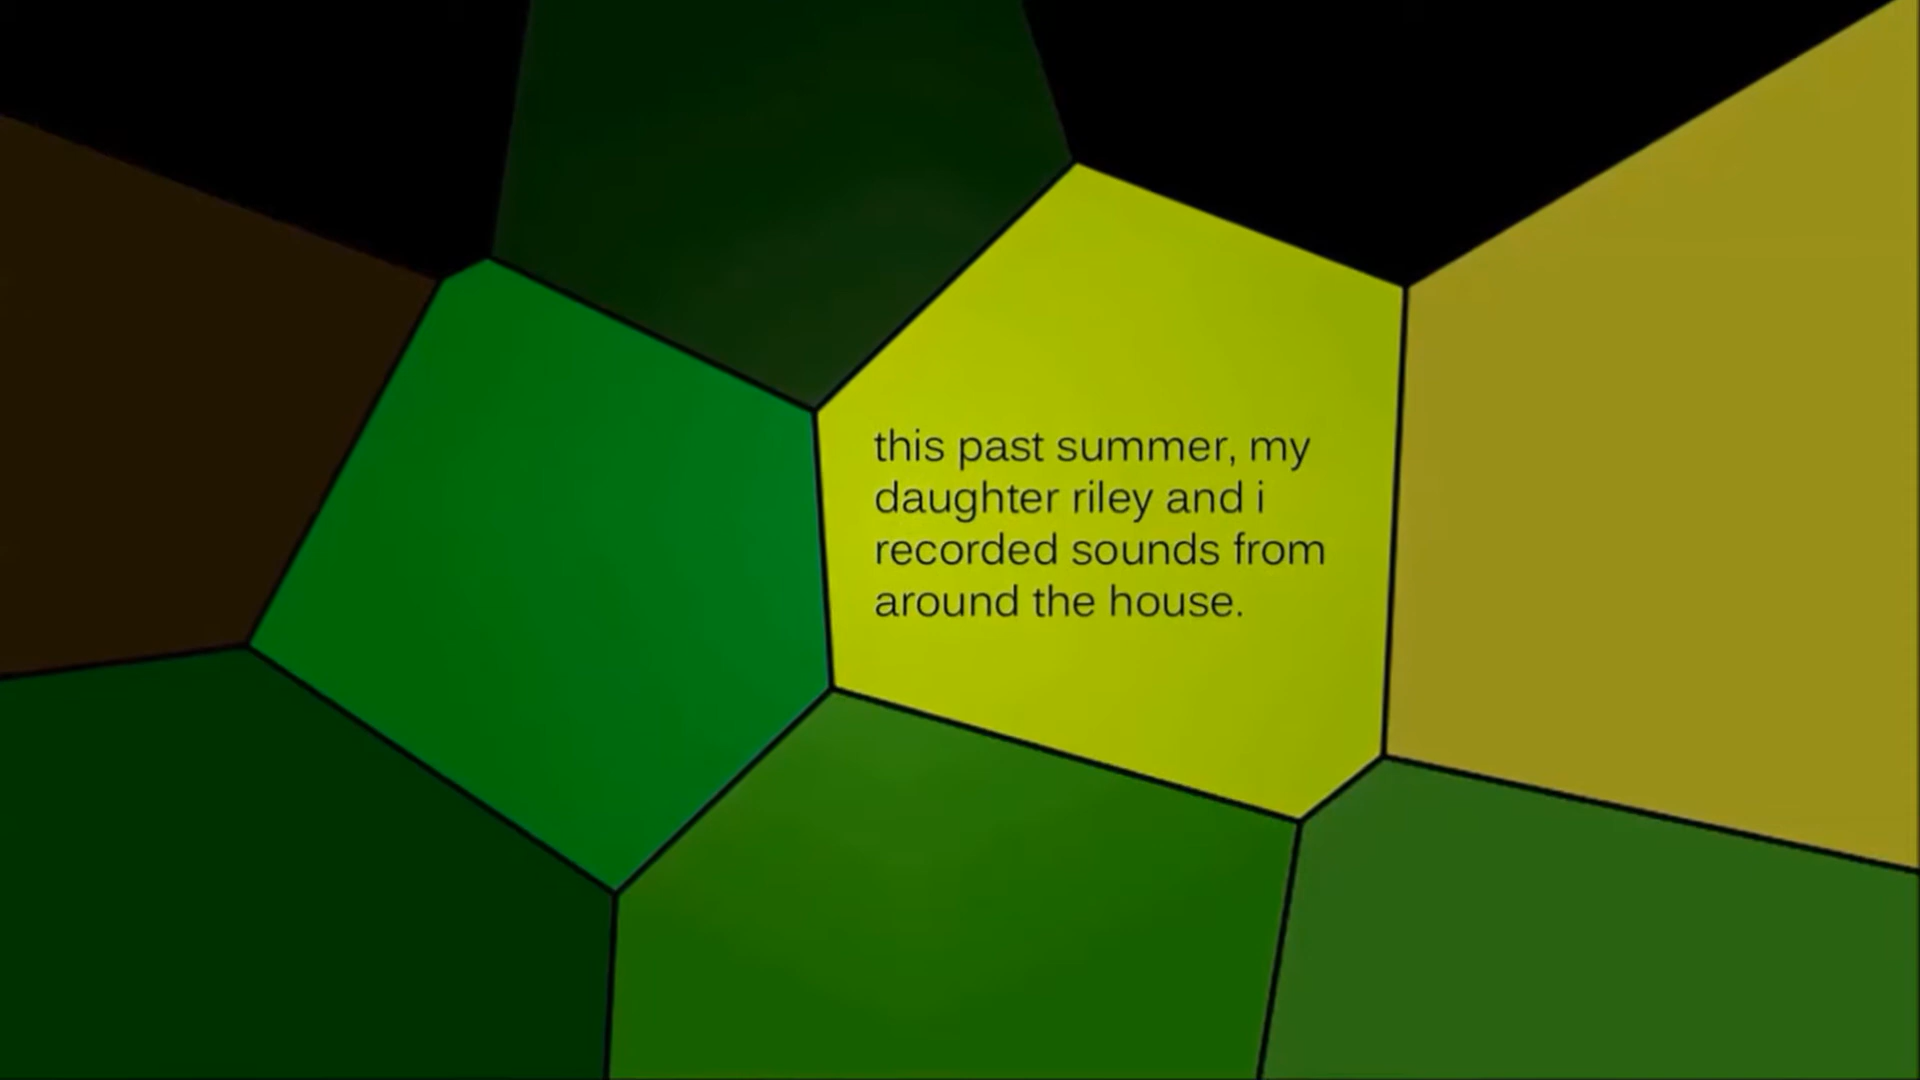 this past summer, my
daughter riley and i
recorded sounds from
around the house.